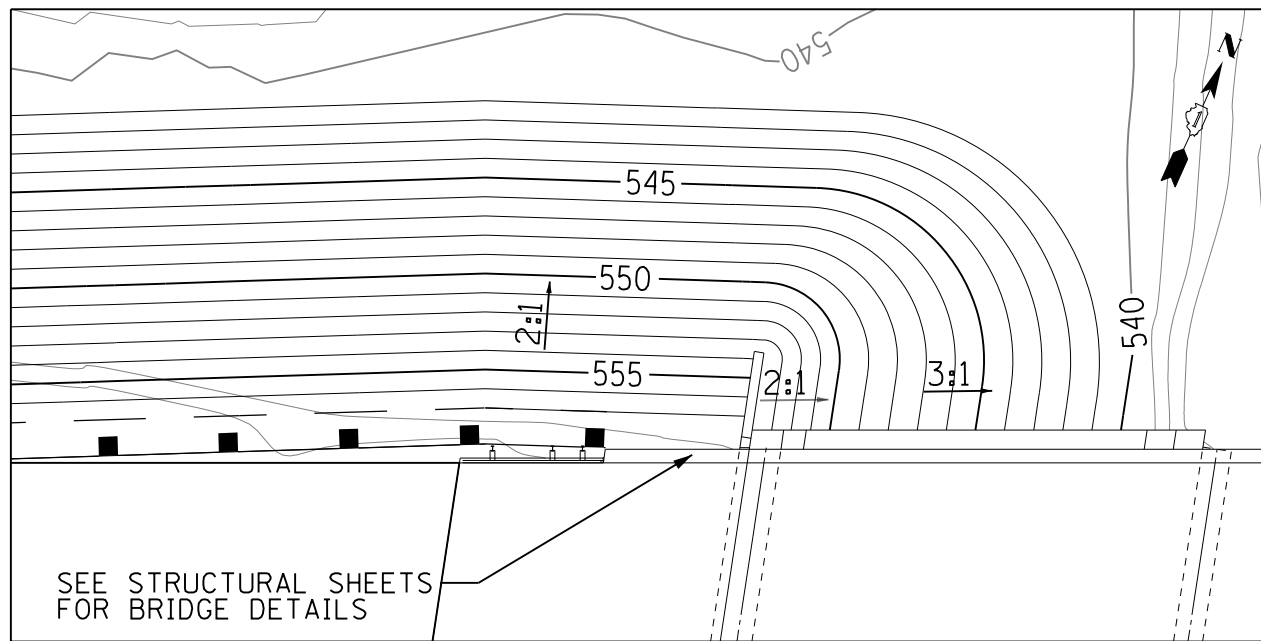 540
N
545
550
2:1
540
555
2:1
3:1
SEE STRUCTURAL SHEETS
FOR BRIDGE DETAILS